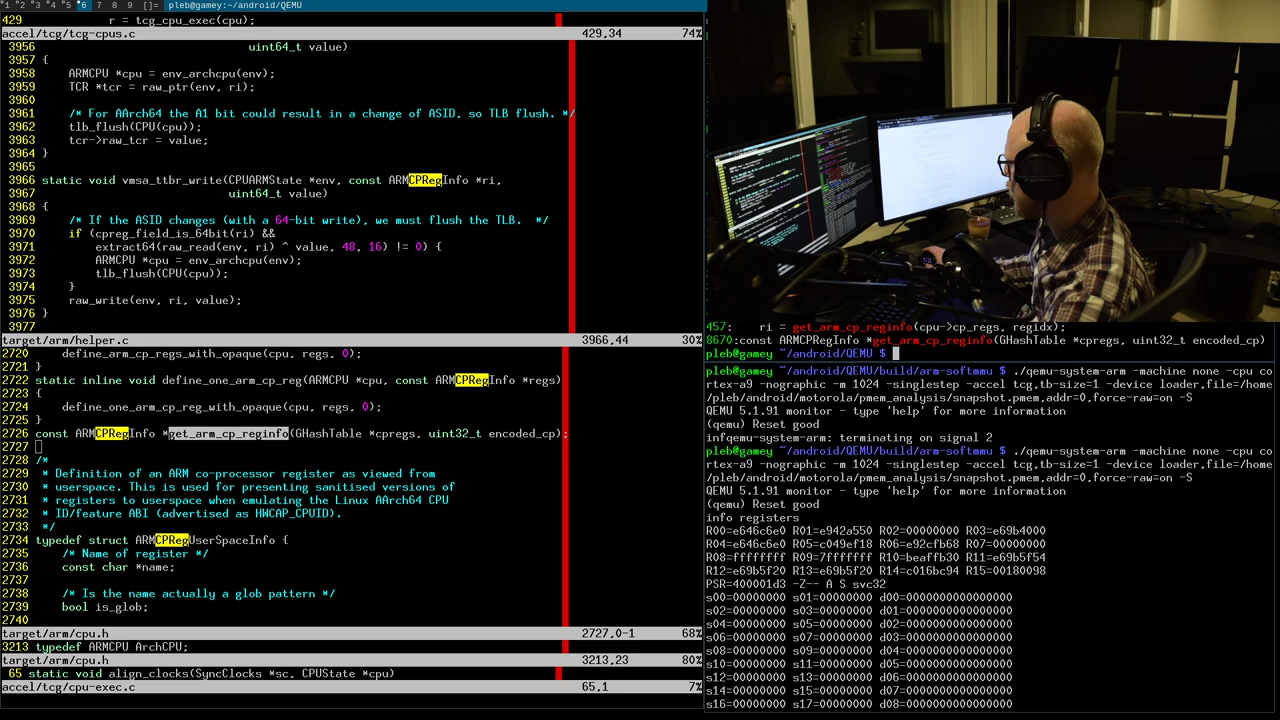 1 2 3 4 5 6 7 8 9 []= pleb@gamey:~/android/QEMU
429 r = tcg_cpu_exec(cpu);
accel/tcg/tcg-cpus.c 429,34 74%
3956 uint64_t value)
3957 {
3958 ARMCPU *cpu = env_archcpu(env);
3959 TCR *tcr = raw_ptr(env, ri);
3960
3961 /* For AArch64 the A1 bit could result in a change of ASID, so TLB flush. */
3962 tlb_flush(CPU(cpu));
3963 tcr->raw_tcr = value;
3964 }
3965
3966 static void vmsa_ttbr_write(CPUARMState *env, const ARMCPRegInfo *ri,
3967 uint64_t value)
3968 {
3969 /* If the ASID changes (with a 64-bit write), we must flush the TLB. */
3970 if (cpreg_field_is_64bit(ri) &&
3971 extract64(raw_read(env, ri) ^ value, 48, 16) != 0) {
3972 ARMCPU *cpu = env_archcpu(env);
3973 tlb_flush(CPU(cpu));
3974 }
3975 raw_write(env, ri, value);
3976 }
3977
target/arm/helper.c 3966,44 30%
2720 define_arm_cp_regs_with_opaque(cpu, regs, 0);
2721 }
2722 static inline void define_one_arm_cp_reg(ARMCPU *cpu, const ARMCPRegInfo *regs)
2723 {
2724 define_one_arm_cp_reg_with_opaque(cpu, regs, 0);
2725 }
2726 const ARMCPRegInfo *get_arm_cp_reginfo(GHashTable *cpregs, uint32_t encoded_cp);
2727
2728 /*
2729 * Definition of an ARM co-processor register as viewed from
2730 * userspace. This is used for presenting sanitised versions of
2731 * registers to userspace when emulating the Linux AArch64 CPU
2732 * ID/feature ABI (advertised as HWCAP_CPUID).
2733 */
2734 typedef struct ARMCPRegUserSpaceInfo {
2735 /* Name of register */
2736 const char *name;
2737
2738 /* Is the name actually a glob pattern */
2739 bool is_glob;
2740
target/arm/cpu.h 2727,0-1 68%
3213 typedef ARMCPU ArchCPU;
target/arm/cpu.h 3213,23 80%
65 static void align_clocks(SyncClocks *sc, CPUState *cpu)
accel/tcg/cpu-exec.c 65,1 7%
457: ri = get_arm_cp_reginfo(cpu->cp_regs, regidx);
8670:const ARMCPRegInfo *get_arm_cp_reginfo(GHashTable *cpregs, uint32_t encoded_cp)
pleb@gamey ~/android/QEMU $
pleb@gamey ~/android/QEMU/build/arm-softmmu $ ./qemu-system-arm -machine none -cpu co
rtex-a9 -nographic -m 1024 -singlestep -accel tcg,tb-size=1 -device loader,file=/home
/pleb/android/motorola/pmem_analysis/snapshot.pmem,addr=0,force-raw=on -S
QEMU 5.1.91 monitor - type 'help' for more information
(qemu) Reset good
infqemu-system-arm: terminating on signal 2
pleb@gamey ~/android/QEMU/build/arm-softmmu $ ./qemu-system-arm -machine none -cpu co
rtex-a9 -nographic -m 1024 -singlestep -accel tcg,tb-size=1 -device loader,file=/home
/pleb/android/motorola/pmem_analysis/snapshot.pmem,addr=0,force-raw=on -S
QEMU 5.1.91 monitor - type 'help' for more information
(qemu) Reset good
info registers
R00=e646c6e0 R01=e942a550 R02=00000000 R03=e69b4000
R04=e646c6e0 R05=c049ef18 R06=e92cfb68 R07=00000000
R08=ffffffff R09=7fffffff R10=beaffb30 R11=e69b5f54
R12=e69b5f20 R13=e69b5f20 R14=c016bc94 R15=00180098
PSR=400001d3 -Z-- A S svc32
s00=00000000 s01=00000000 d00=0000000000000000
s02=00000000 s03=00000000 d01=0000000000000000
s04=00000000 s05=00000000 d02=0000000000000000
s06=00000000 s07=00000000 d03=0000000000000000
s08=00000000 s09=00000000 d04=0000000000000000
s10=00000000 s11=00000000 d05=0000000000000000
s12=00000000 s13=00000000 d06=0000000000000000
s14=00000000 s15=00000000 d07=0000000000000000
s16=00000000 s17=00000000 d08=0000000000000000